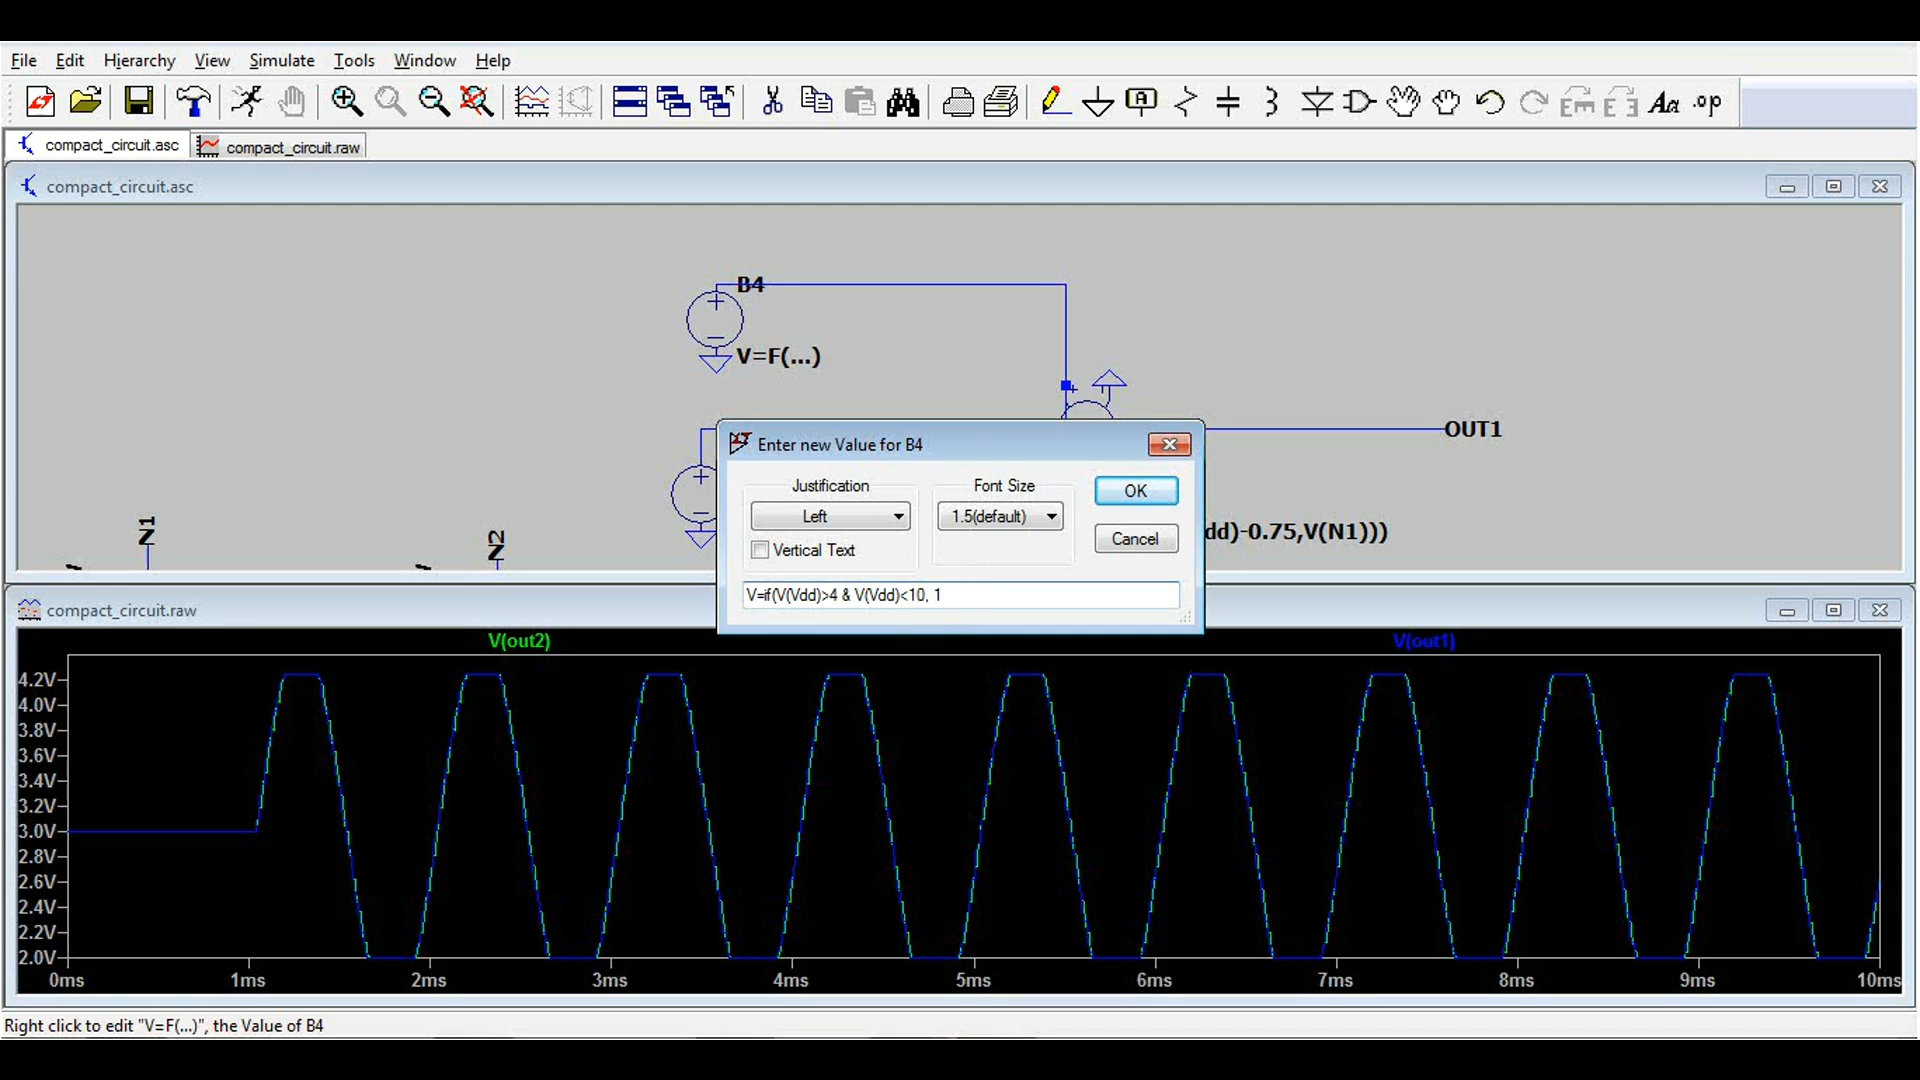 File Edit Hierarchy View Simulate Tools Window Help
A Aa .op
compact_circuit.asc compact_circuit.raw
compact_circuit.asc
B4
V=F(...)
OUT1
N1
N2
dd)-0.75,V(N1)))
Enter new Value for B4
Justification
Left
Vertical Text
Font Size
1.5(default)
OK
Cancel
V=if(V(Vdd)>4 & V(Vdd)<10, 1
compact_circuit.raw
V(out2) V(out1)
4.2V
4.0V
3.8V
3.6V
3.4V
3.2V
3.0V
2.8V
2.6V
2.4V
2.2V
2.0V
0ms 1ms 2ms 3ms 4ms 5ms 6ms 7ms 8ms 9ms 10ms
Right click to edit "V=F(...)", the Value of B4